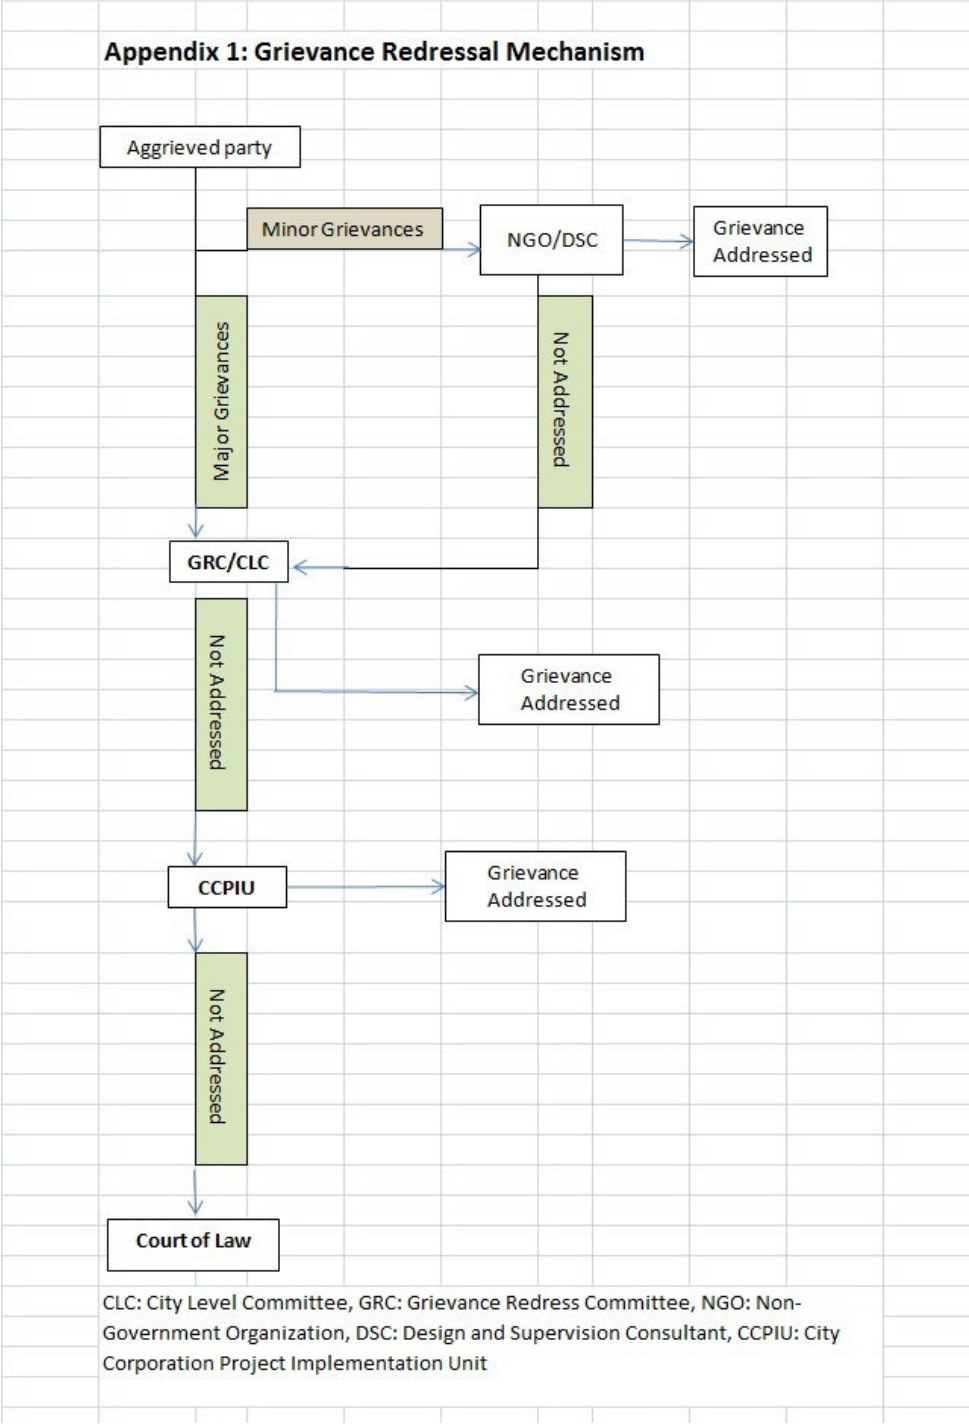 Appendix 1: Grievance Redressal Mechanism
Aggrieved party
Minor Grievances
NGO/DSC
Grievance
Addressed
Major Grievances
Not Addressed
GRC/CLC
Not Addressed
Grievance
Addressed
CCPIU
Grievance
Addressed
Not Addressed
Court of Law
CLC: City Level Committee, GRC: Grievance Redress Committee, NGO: Non-
Government Organization, DSC: Design and Supervision Consultant, CCPIU: City
Corporation Project Implementation Unit